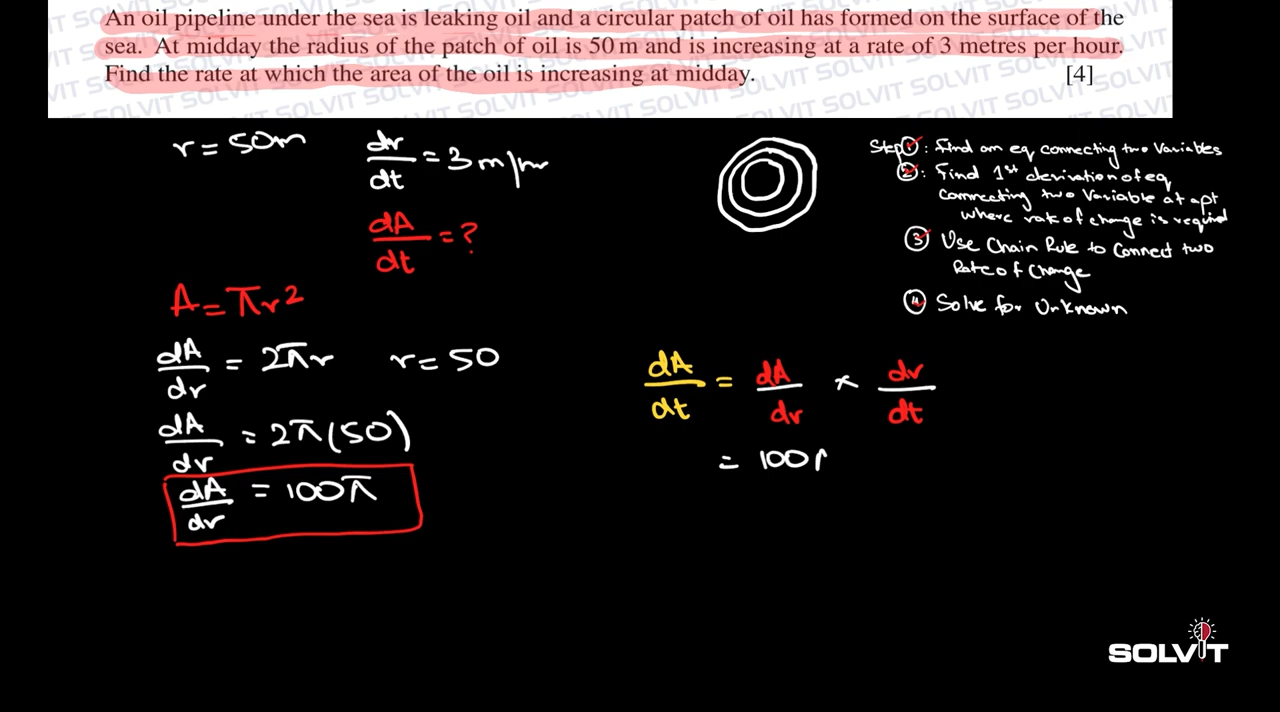 An oil pipeline under the sea is leaking oil and a circular patch of oil has formed on the surface of the
sea. At midday the radius of the patch of oil is 50 m and is increasing at a rate of 3 metres per hour.
Find the rate at which the area of the oil is increasing at midday. [4]
r = 50m
dr/dt = 3 m/hr
dA/dt = ?
A = πr²
dA/dr = 2πr r = 50
dA/dr = 2π(50)
dA/dr = 100π
Step ①: Find an eq connecting two Variables
②: Find 1st derivation of eq
connecting two Variable at a pt
where rate of change is required
③ Use Chain Rule to Connect two
Rate of Change
④ Solve for Unknown
dA/dt = dA/dr × dr/dt
= 100
SOLVIT